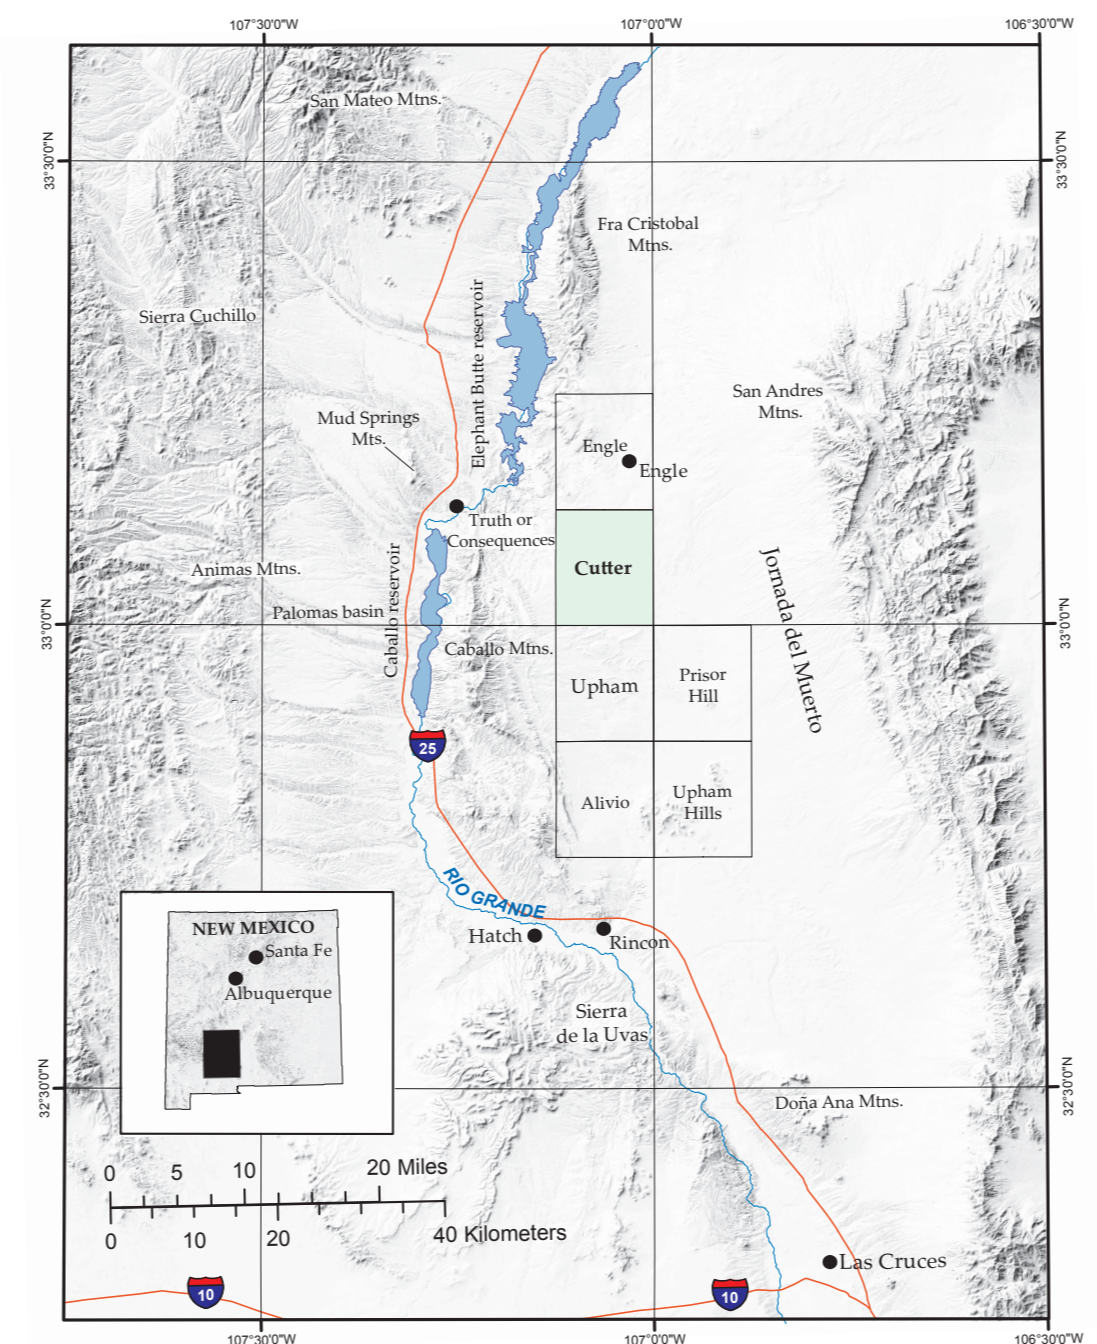 107°30'0"W
107°0'0"W
106°30'0"W
San Mateo Mtns.
33°30'0"N
33°30'0"N
Fra Cristobal
Mtns.
Elephant Butte reservoir
Sierra Cuchillo
San Andres
Mtns.
Mud Springs
Mts.
Engle
Engle
Truth or
Consequences
Cutter
Jornada del Muerto
Animas Mtns.
Caballo reservoir
Palomas basin
33°0'0"N
33°0'0"N
Caballo Mtns.
Upham
Prisor
Hill
25
Alivio
Upham
Hills
RIO GRANDE
Hatch
Rincon
NEW MEXICO
Santa Fe
Albuquerque
Sierra
de la Uvas
32°30'0"N
32°30'0"N
Doña Ana Mtns.
0 5 10 20 Miles
0 10 20 40 Kilometers
Las Cruces
10
10
107°30'0"W
107°0'0"W
106°30'0"W